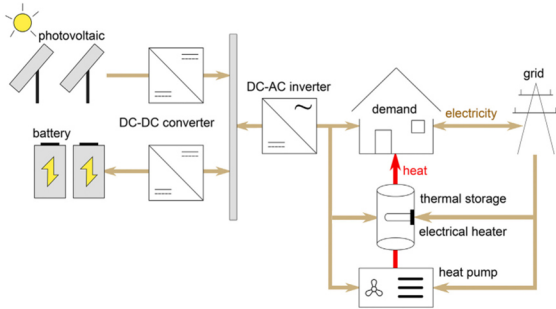 photovoltaic
DC-DC converter
battery
DC-AC inverter
demand
electricity
grid
heat
thermal storage
electrical heater
heat pump